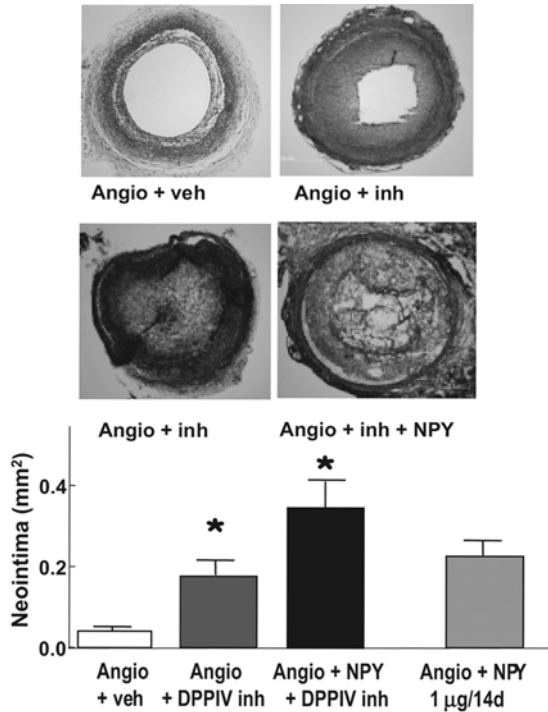 Angio + veh
Angio + inh
Angio + inh
Angio + inh + NPY
Neointima (mm²)
0.4
0.2
0.0
*
*
Angio
+ veh
Angio
+ DPPIV inh
Angio + NPY
+ DPPIV inh
Angio + NPY
1 μg/14d